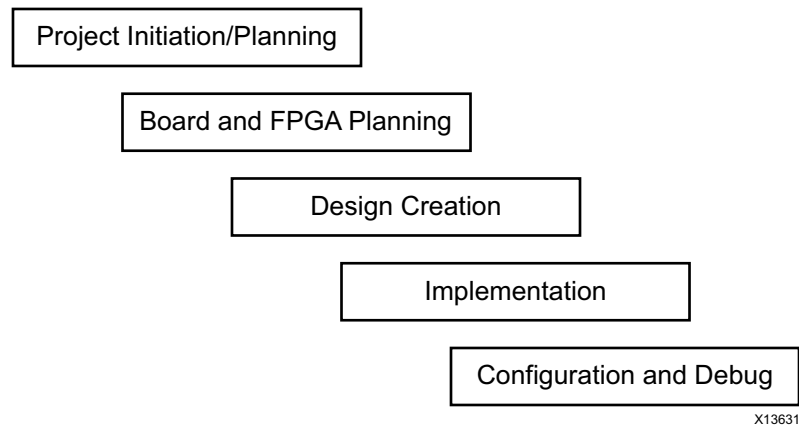 Project Initiation/Planning
Board and FPGA Planning
Design Creation
Implementation
Configuration and Debug
X13631